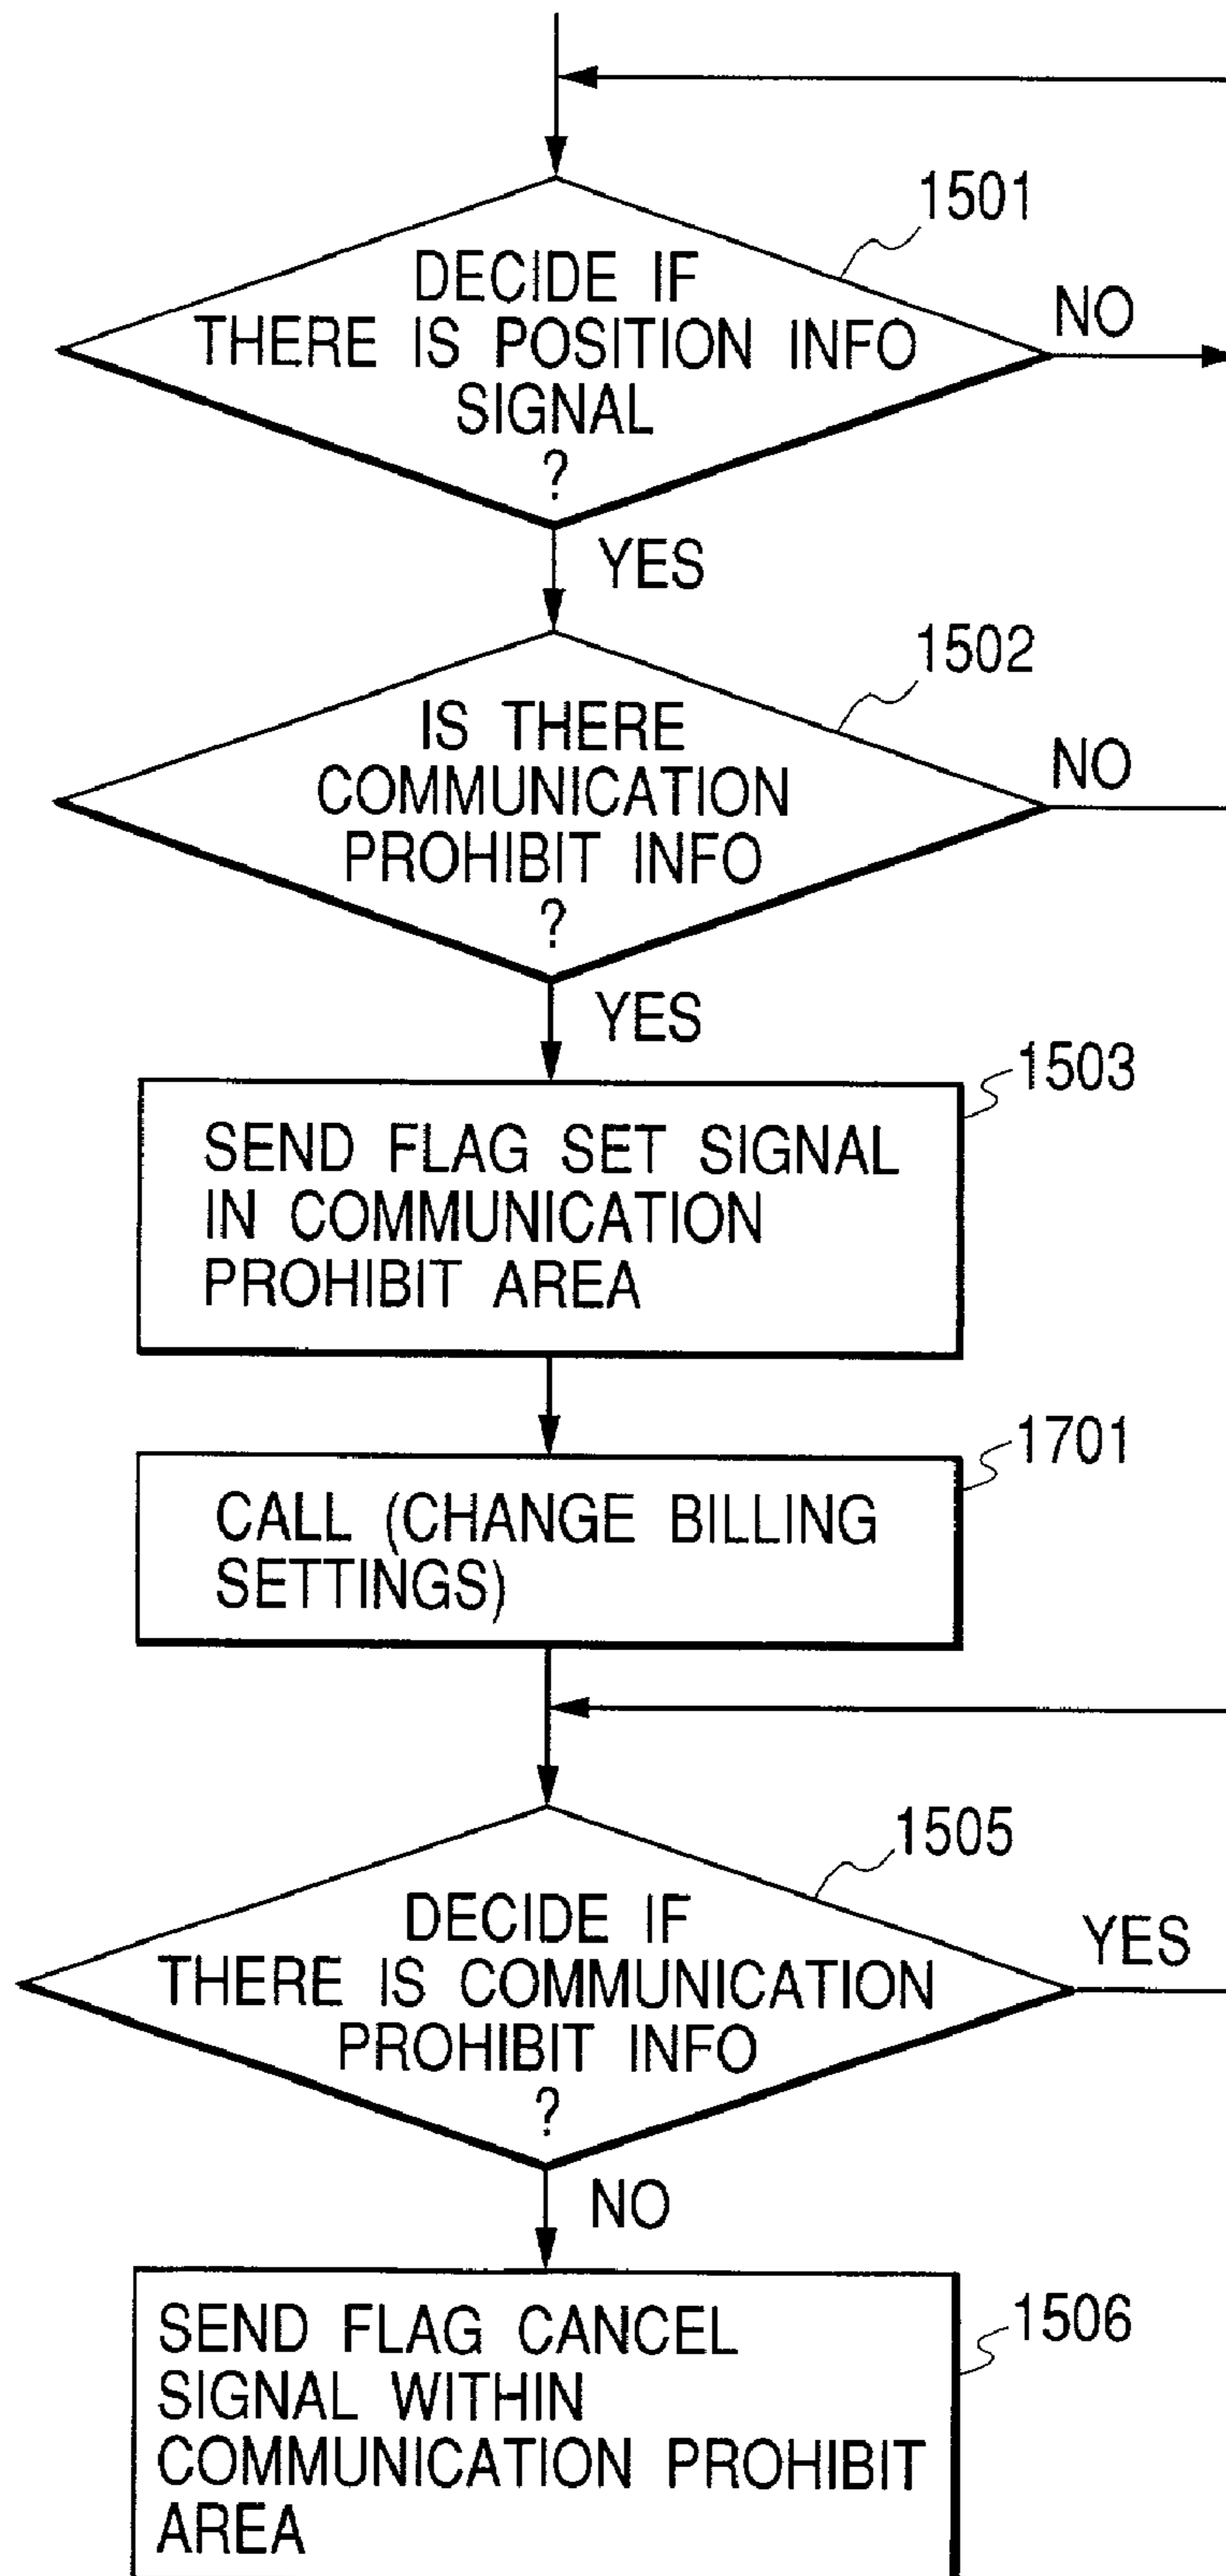 1501
DECIDE IF
THERE IS POSITION INFO
SIGNAL
?
NO
YES
1502
IS THERE
COMMUNICATION
PROHIBIT INFO
?
NO
YES
1503
SEND FLAG SET SIGNAL
IN COMMUNICATION
PROHIBIT AREA
1701
CALL (CHANGE BILLING
SETTINGS)
1505
DECIDE IF
THERE IS COMMUNICATION
PROHIBIT INFO
?
YES
NO
1506
SEND FLAG CANCEL
SIGNAL WITHIN
COMMUNICATION PROHIBIT
AREA